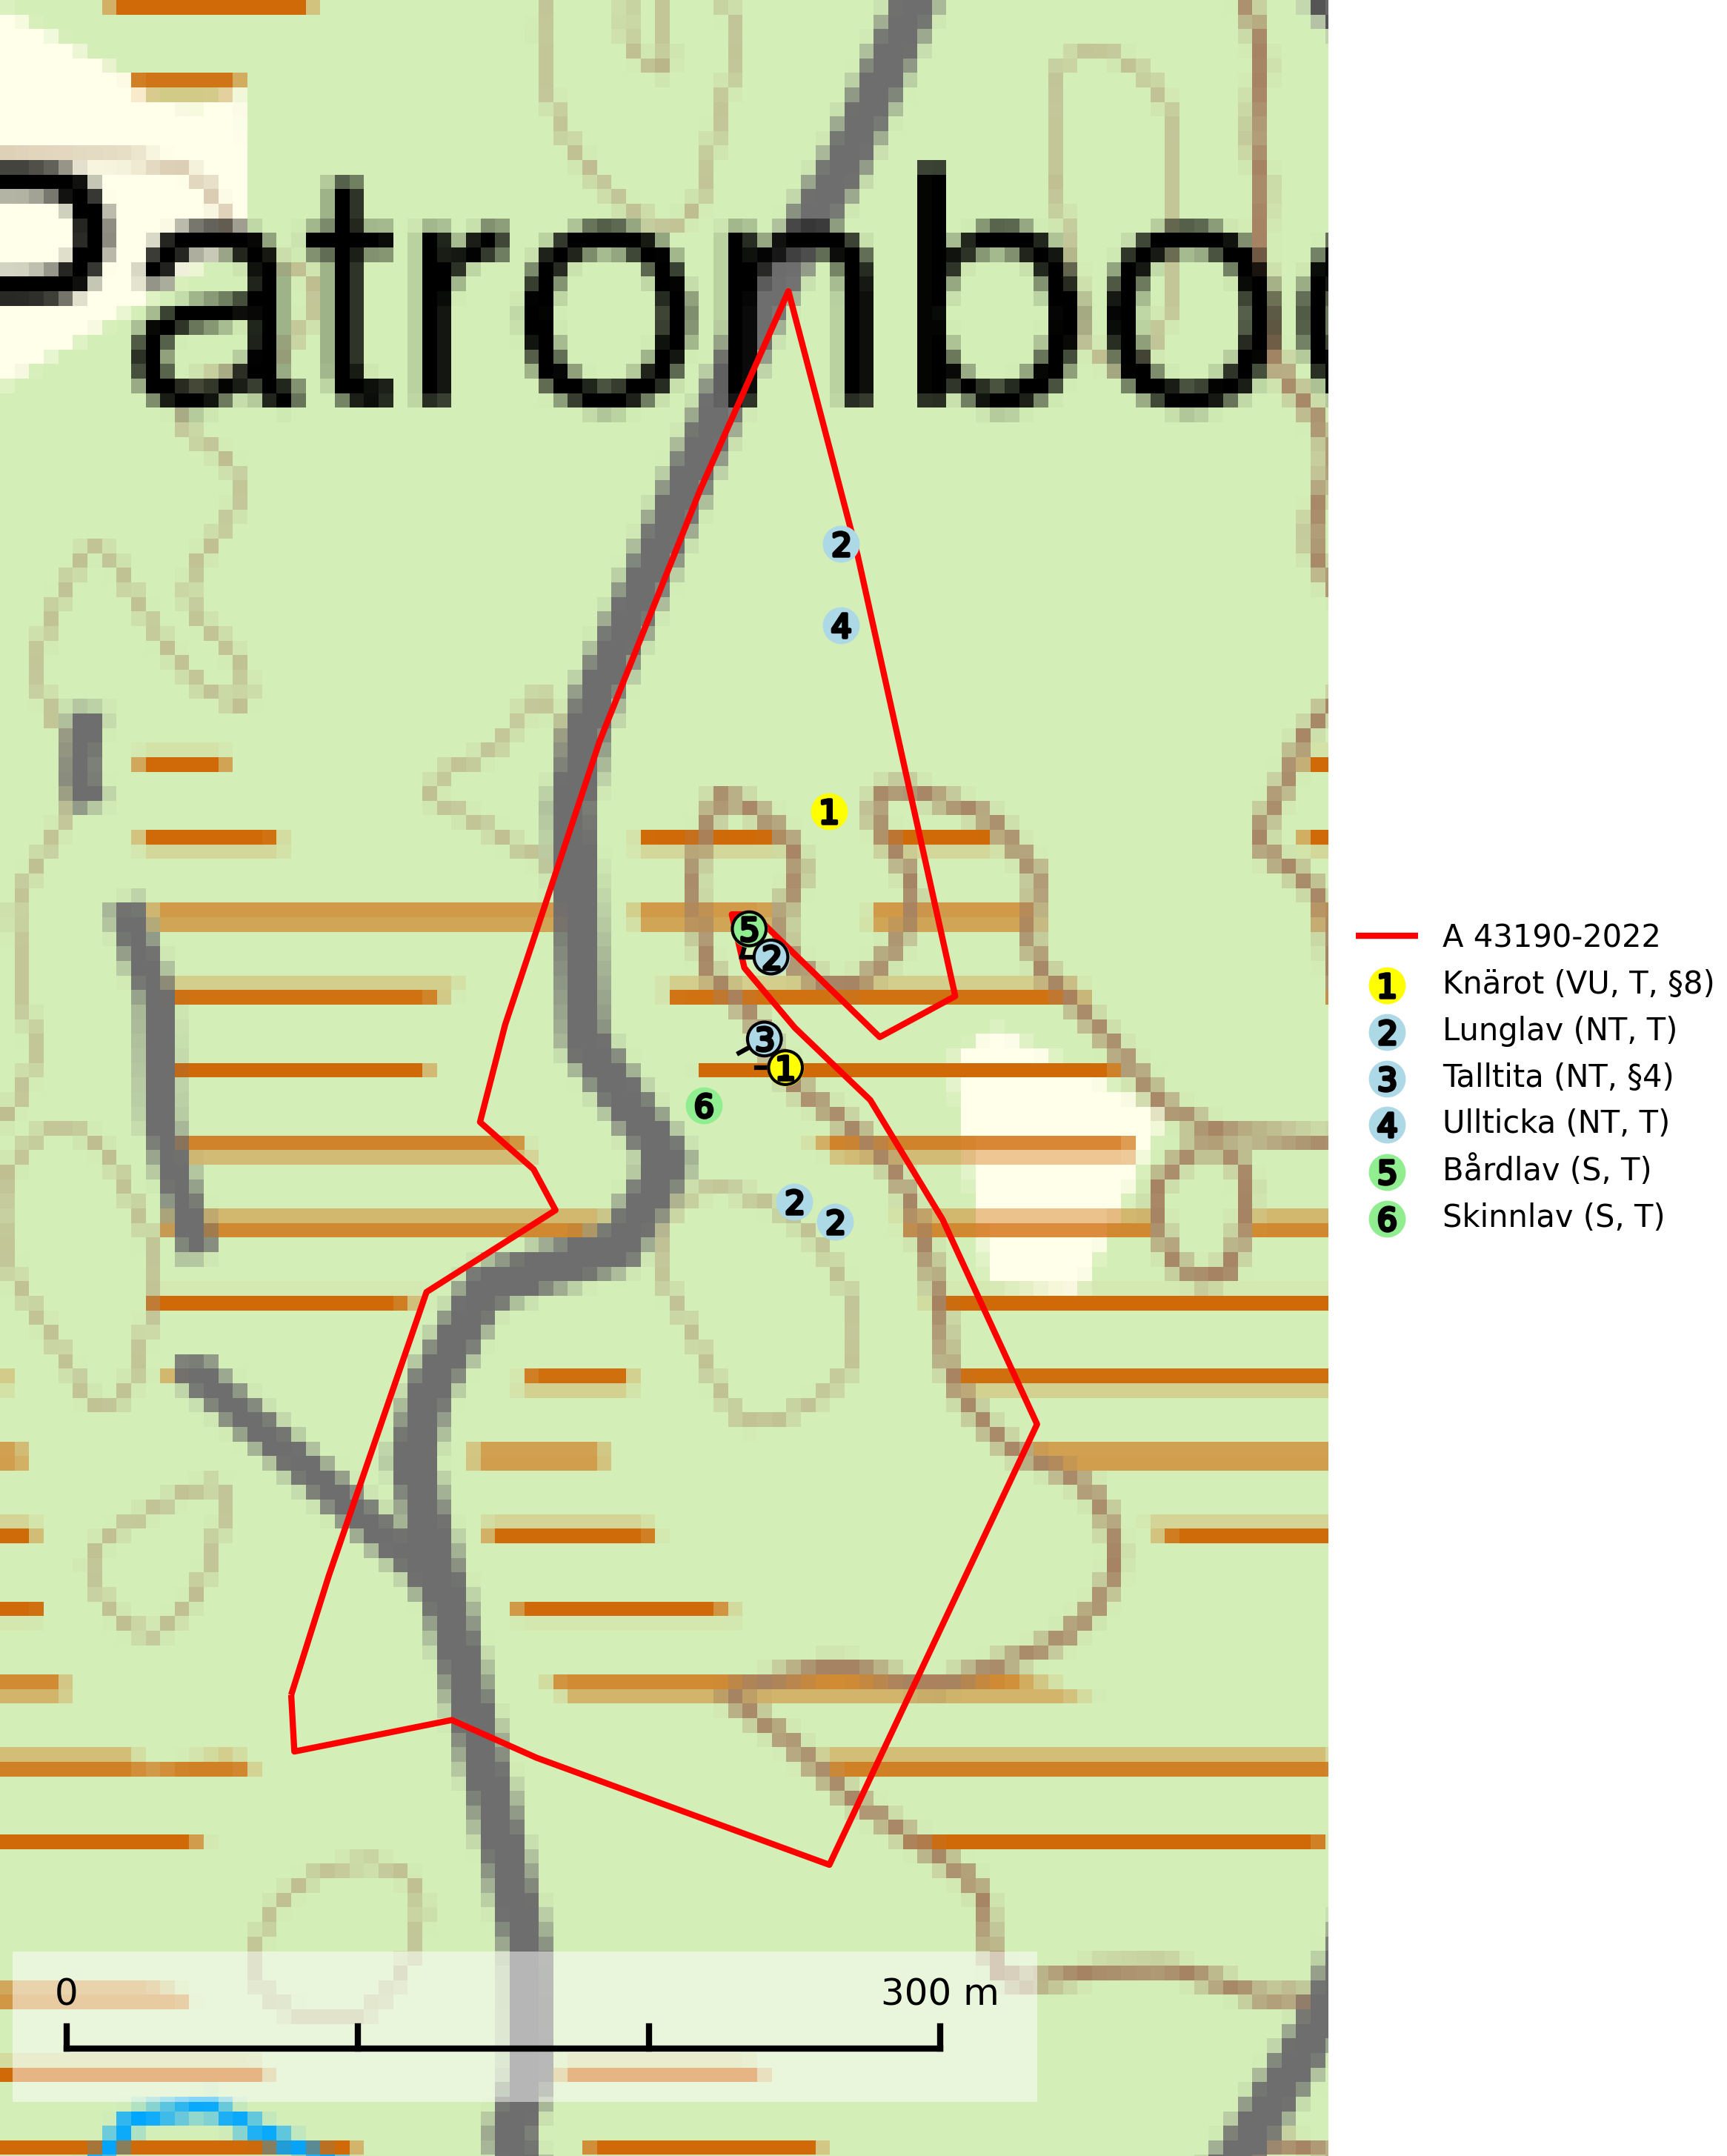 Patronbo
2
4
1
5
2
3
1
6
2
2
A 43190-2022
1 Knärot (VU, T, §8)
2 Lunglav (NT, T)
3 Talltita (NT, §4)
4 Ullticka (NT, T)
5 Bårdlav (S, T)
6 Skinnlav (S, T)
0 300 m